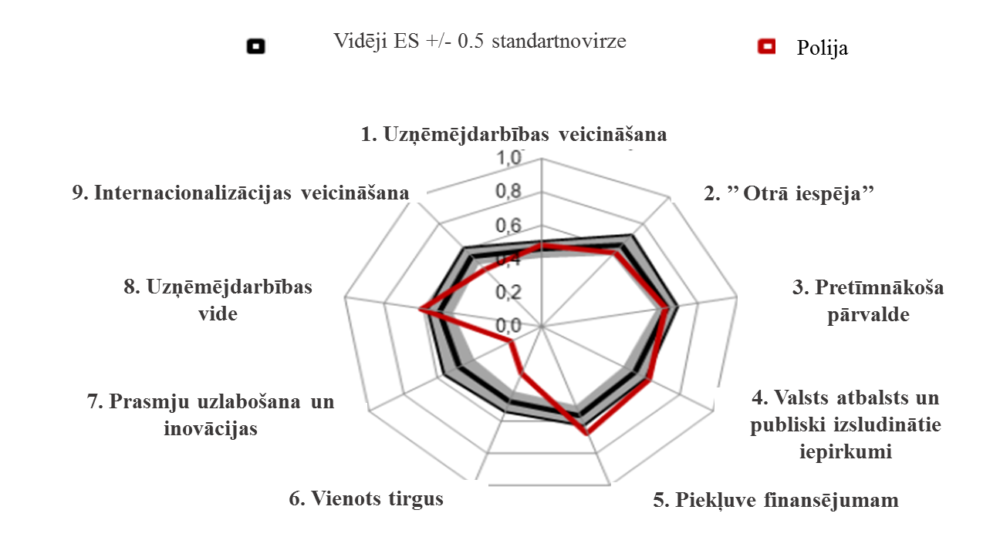 Vidēji ES +/- 0.5 standartnovirze
Polija
1. Uzņēmējdarbības veicināšana
1,0
9. Internacionalizācijas veicināšana
0,8
2. ’’ Otrā iespēja’’
0,6
0,4
8. Uzņēmējdarbības
vide
0,2
3. Pretīmnākoša
pārvalde
0,0
7. Prasmju uzlabošana un
inovācijas
4. Valsts atbalsts un
publiski izsludinātie
iepirkumi
6. Vienots tirgus
5. Piekļuve finansējumam